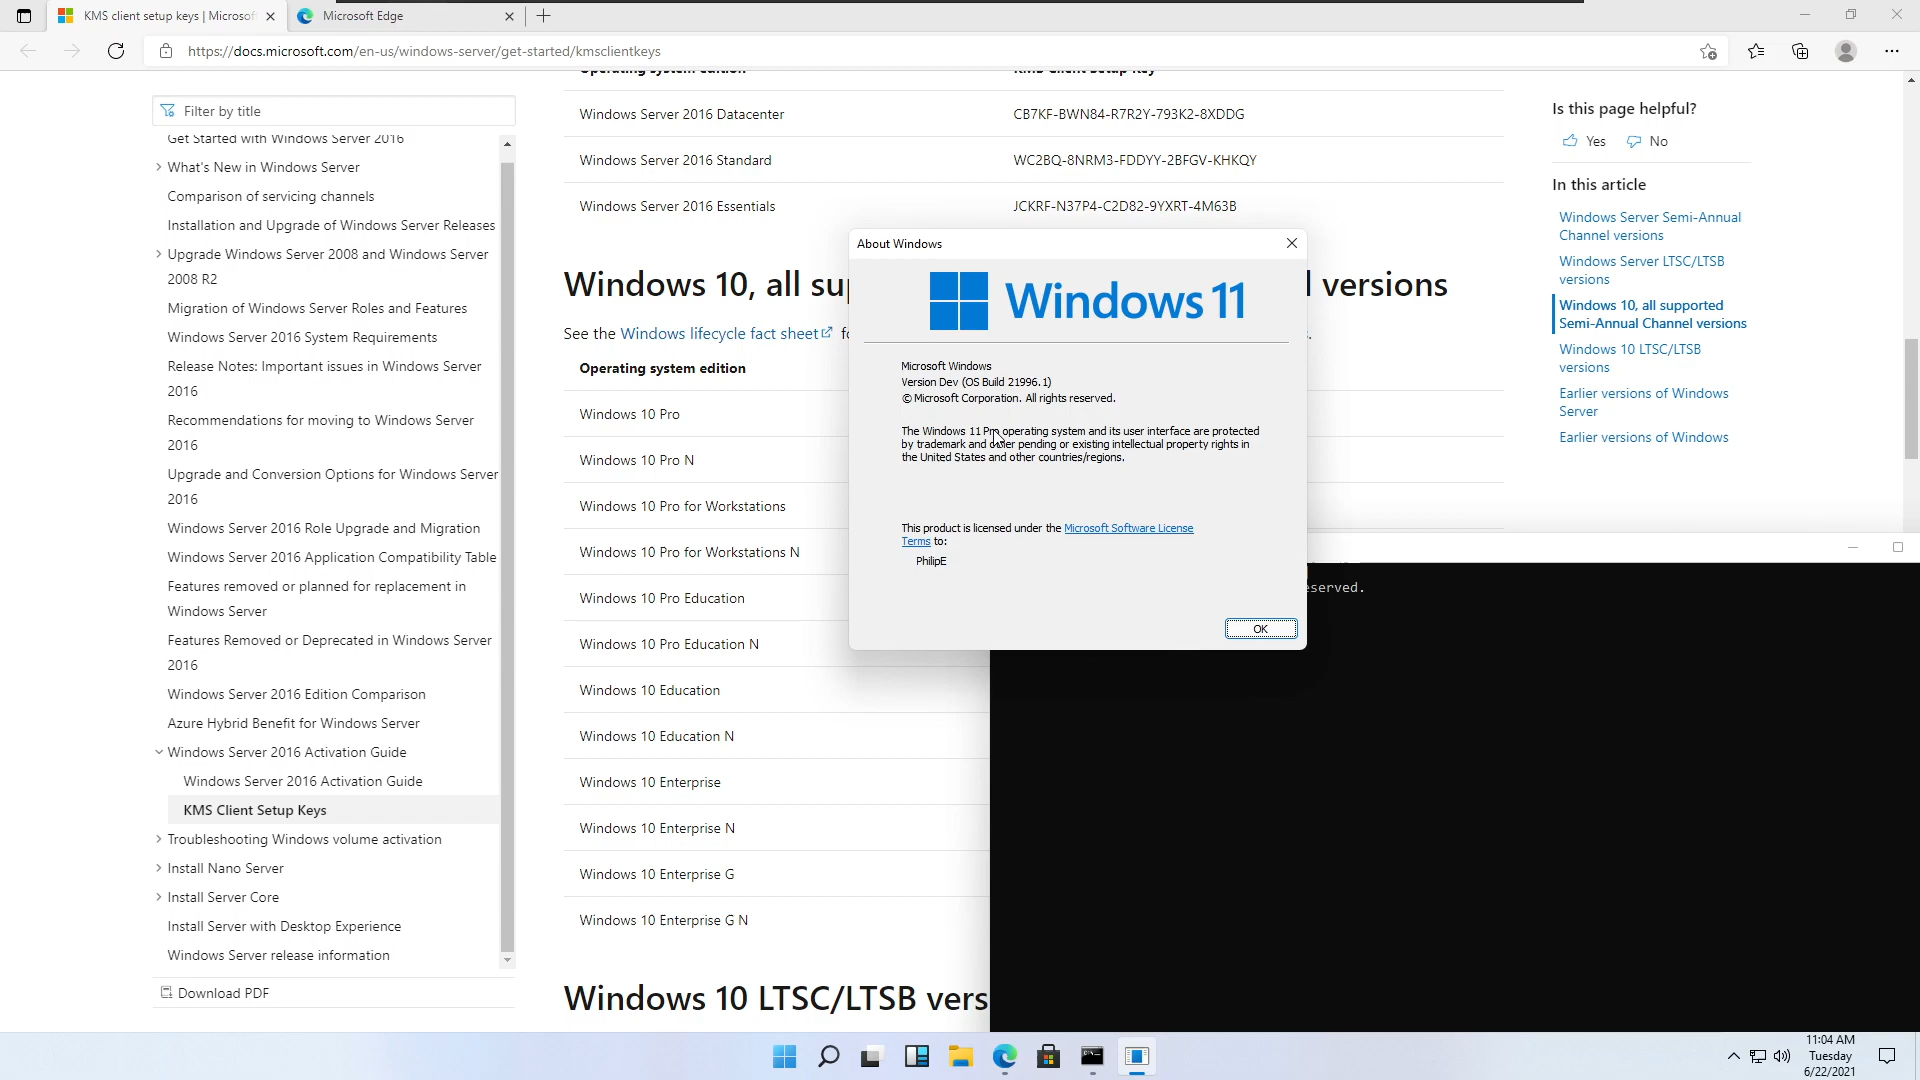 KMS client setup keys | Microsof
Microsoft Edge
https://docs.microsoft.com/en-us/windows-server/get-started/kmsclientkeys
Filter by title
Get Started with Windows Server 2016
What's New in Windows Server
Comparison of servicing channels
Installation and Upgrade of Windows Server Releases
Upgrade Windows Server 2008 and Windows Server
2008 R2
Migration of Windows Server Roles and Features
Windows Server 2016 System Requirements
Release Notes: Important issues in Windows Server
2016
Recommendations for moving to Windows Server
2016
Upgrade and Conversion Options for Windows Server
2016
Windows Server 2016 Role Upgrade and Migration
Windows Server 2016 Application Compatibility Table
Features removed or planned for replacement in
Windows Server
Features Removed or Deprecated in Windows Server
2016
Windows Server 2016 Edition Comparison
Azure Hybrid Benefit for Windows Server
Windows Server 2016 Activation Guide
Windows Server 2016 Activation Guide
KMS Client Setup Keys
Troubleshooting Windows volume activation
Install Nano Server
Install Server Core
Install Server with Desktop Experience
Windows Server release information
Download PDF
Operating system edition KMS Client Setup Key
Windows Server 2016 Datacenter CB7KF-BWN84-R7R2Y-793K2-8XDDG
Windows Server 2016 Standard WC2BQ-8NRM3-FDDYY-2BFGV-KHKQY
Windows Server 2016 Essentials JCKRF-N37P4-C2D82-9YXRT-4M63B
Windows 10, all su versions
See the Windows lifecycle fact sheet fo s.
Operating system edition
Windows 10 Pro
Windows 10 Pro N
Windows 10 Pro for Workstations
Windows 10 Pro for Workstations N
Windows 10 Pro Education
Windows 10 Pro Education N
Windows 10 Education
Windows 10 Education N
Windows 10 Enterprise
Windows 10 Enterprise N
Windows 10 Enterprise G
Windows 10 Enterprise G N
Windows 10 LTSC/LTSB vers
About Windows
Windows 11
Microsoft Windows
Version Dev (OS Build 21996.1)
© Microsoft Corporation. All rights reserved.
The Windows 11 Pro operating system and its user interface are protected
by trademark and other pending or existing intellectual property rights in
the United States and other countries/regions.
This product is licensed under the Microsoft Software License
Terms to:
PhilipE
OK
eserved.
Is this page helpful?
Yes No
In this article
Windows Server Semi-Annual
Channel versions
Windows Server LTSC/LTSB
versions
Windows 10, all supported
Semi-Annual Channel versions
Windows 10 LTSC/LTSB
versions
Earlier versions of Windows
Server
Earlier versions of Windows
11:04 AM
Tuesday
6/22/2021